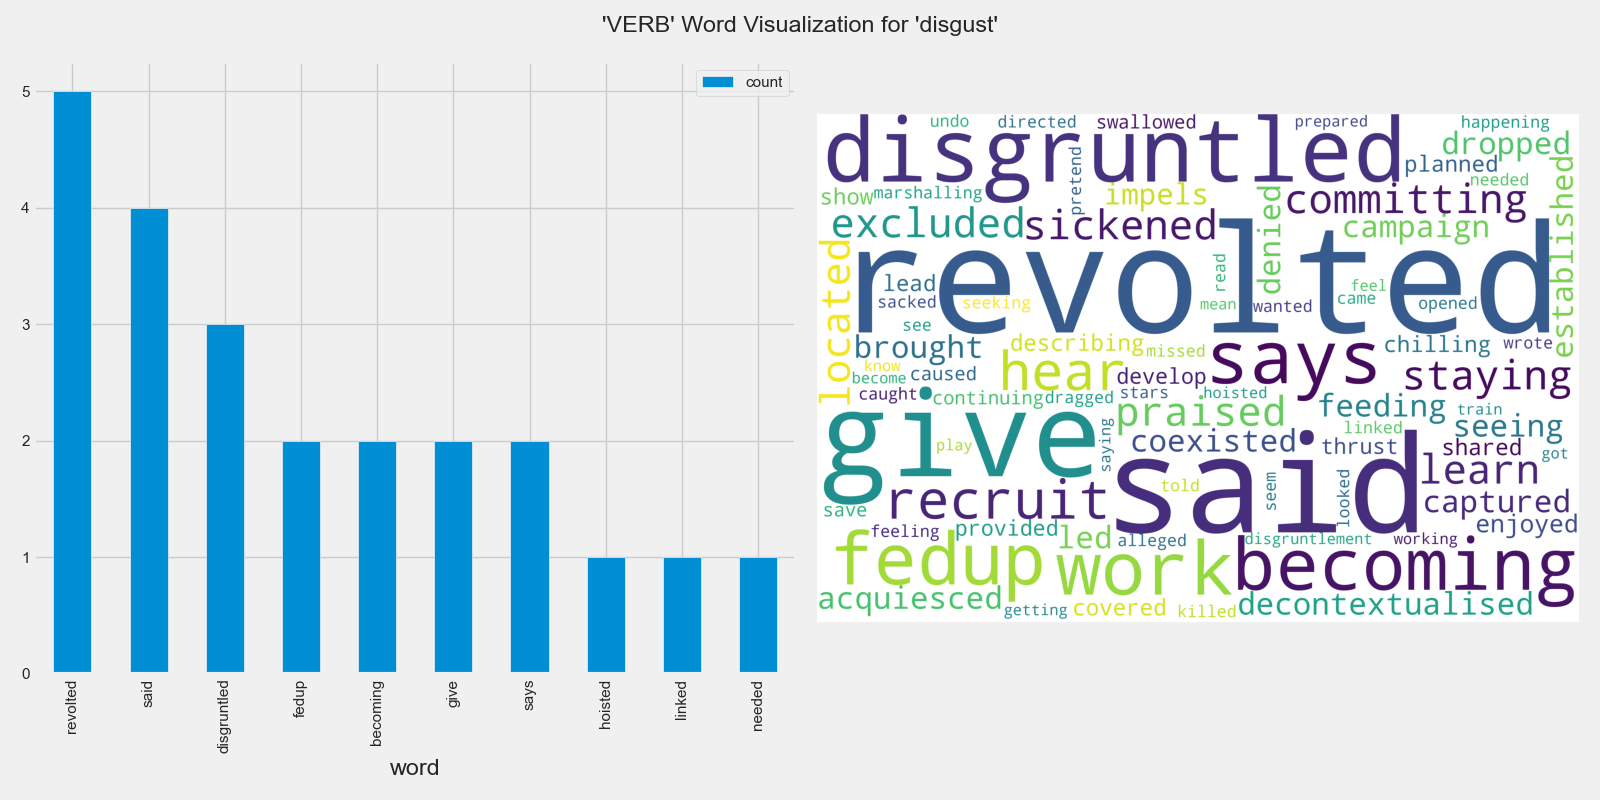 'VERB' Word Visualization for 'disgust'
count
5
4
3
2
1
0
revolted
said
disgruntled
fedup
becoming
give
says
hoisted
linked
needed
word
undo directed swallowed prepared happening
disgruntled dropped
planned
pretend
needed
show marshalling impels committing
established
excluded sickened denied campaign
located
revolted
lead read feel
sacked seeking mean wanted came opened
see
brought describing missed says chilling wrote
know hear
become caused develop staying
caught continuing dragged stars hoisted
give praised feeding train
linked seeing
play saying coexisted thrust shared got
said learn
recruit told seem looked captured
save enjoyed
feeling provided led alleged disgruntlement working
fedup work becoming
acquiesced getting covered killed decontextualised